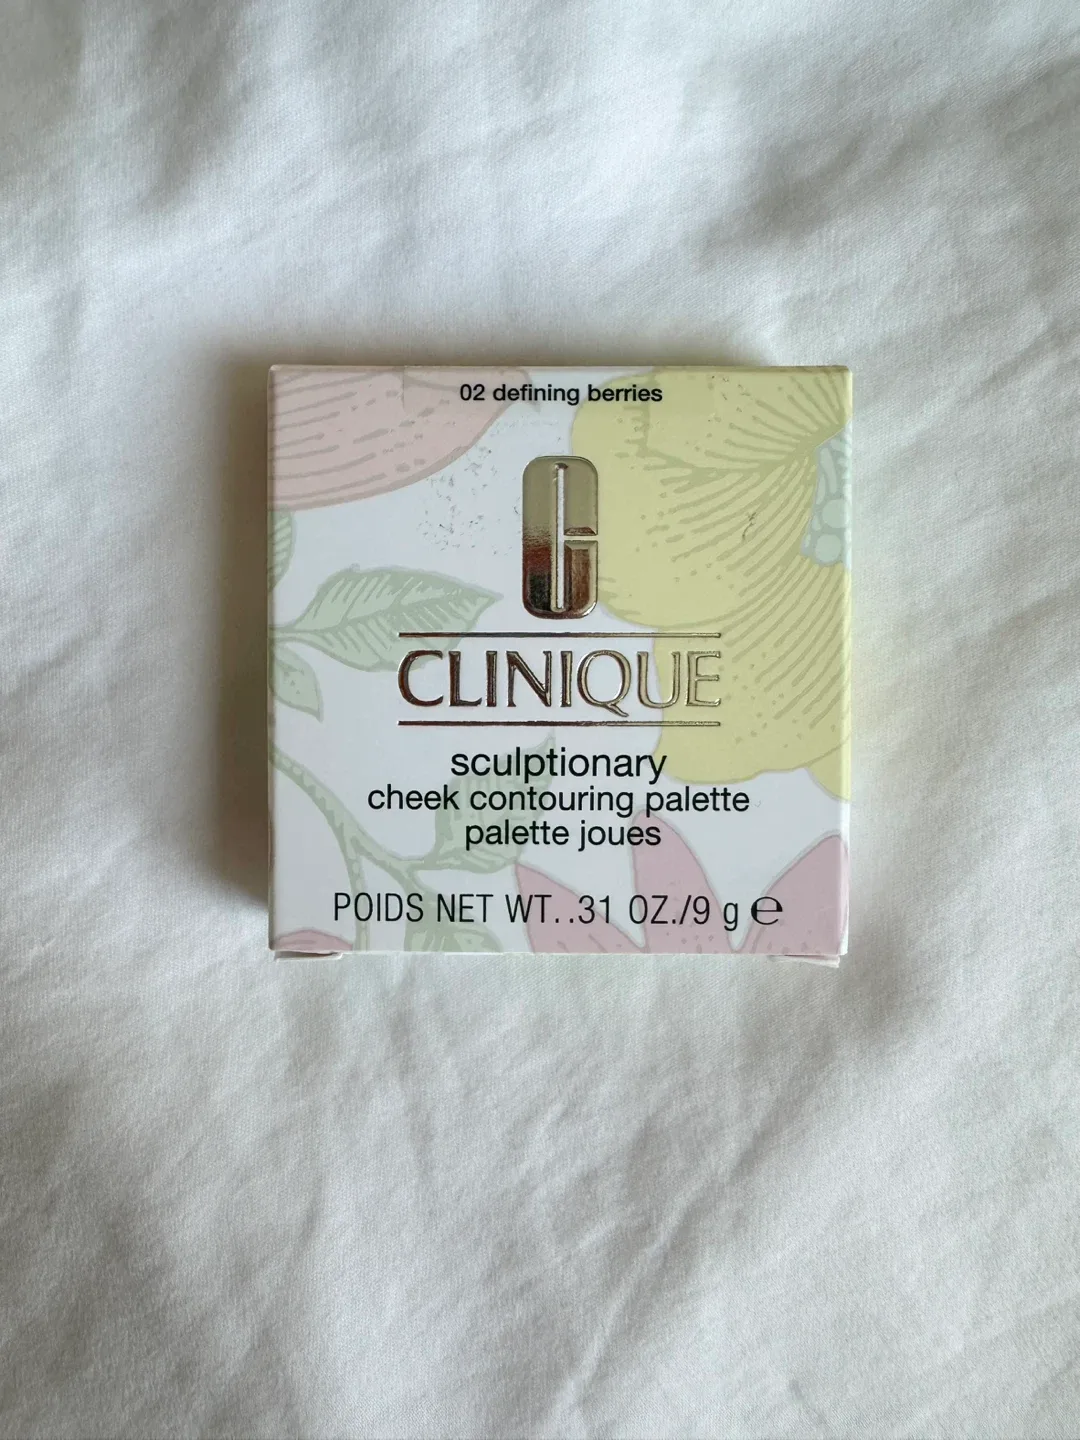 02 defining berries
CLINIQUE
sculptionary
cheek contouring palette
palette joues
POIDS NET WT. .31 OZ./9 g ℮